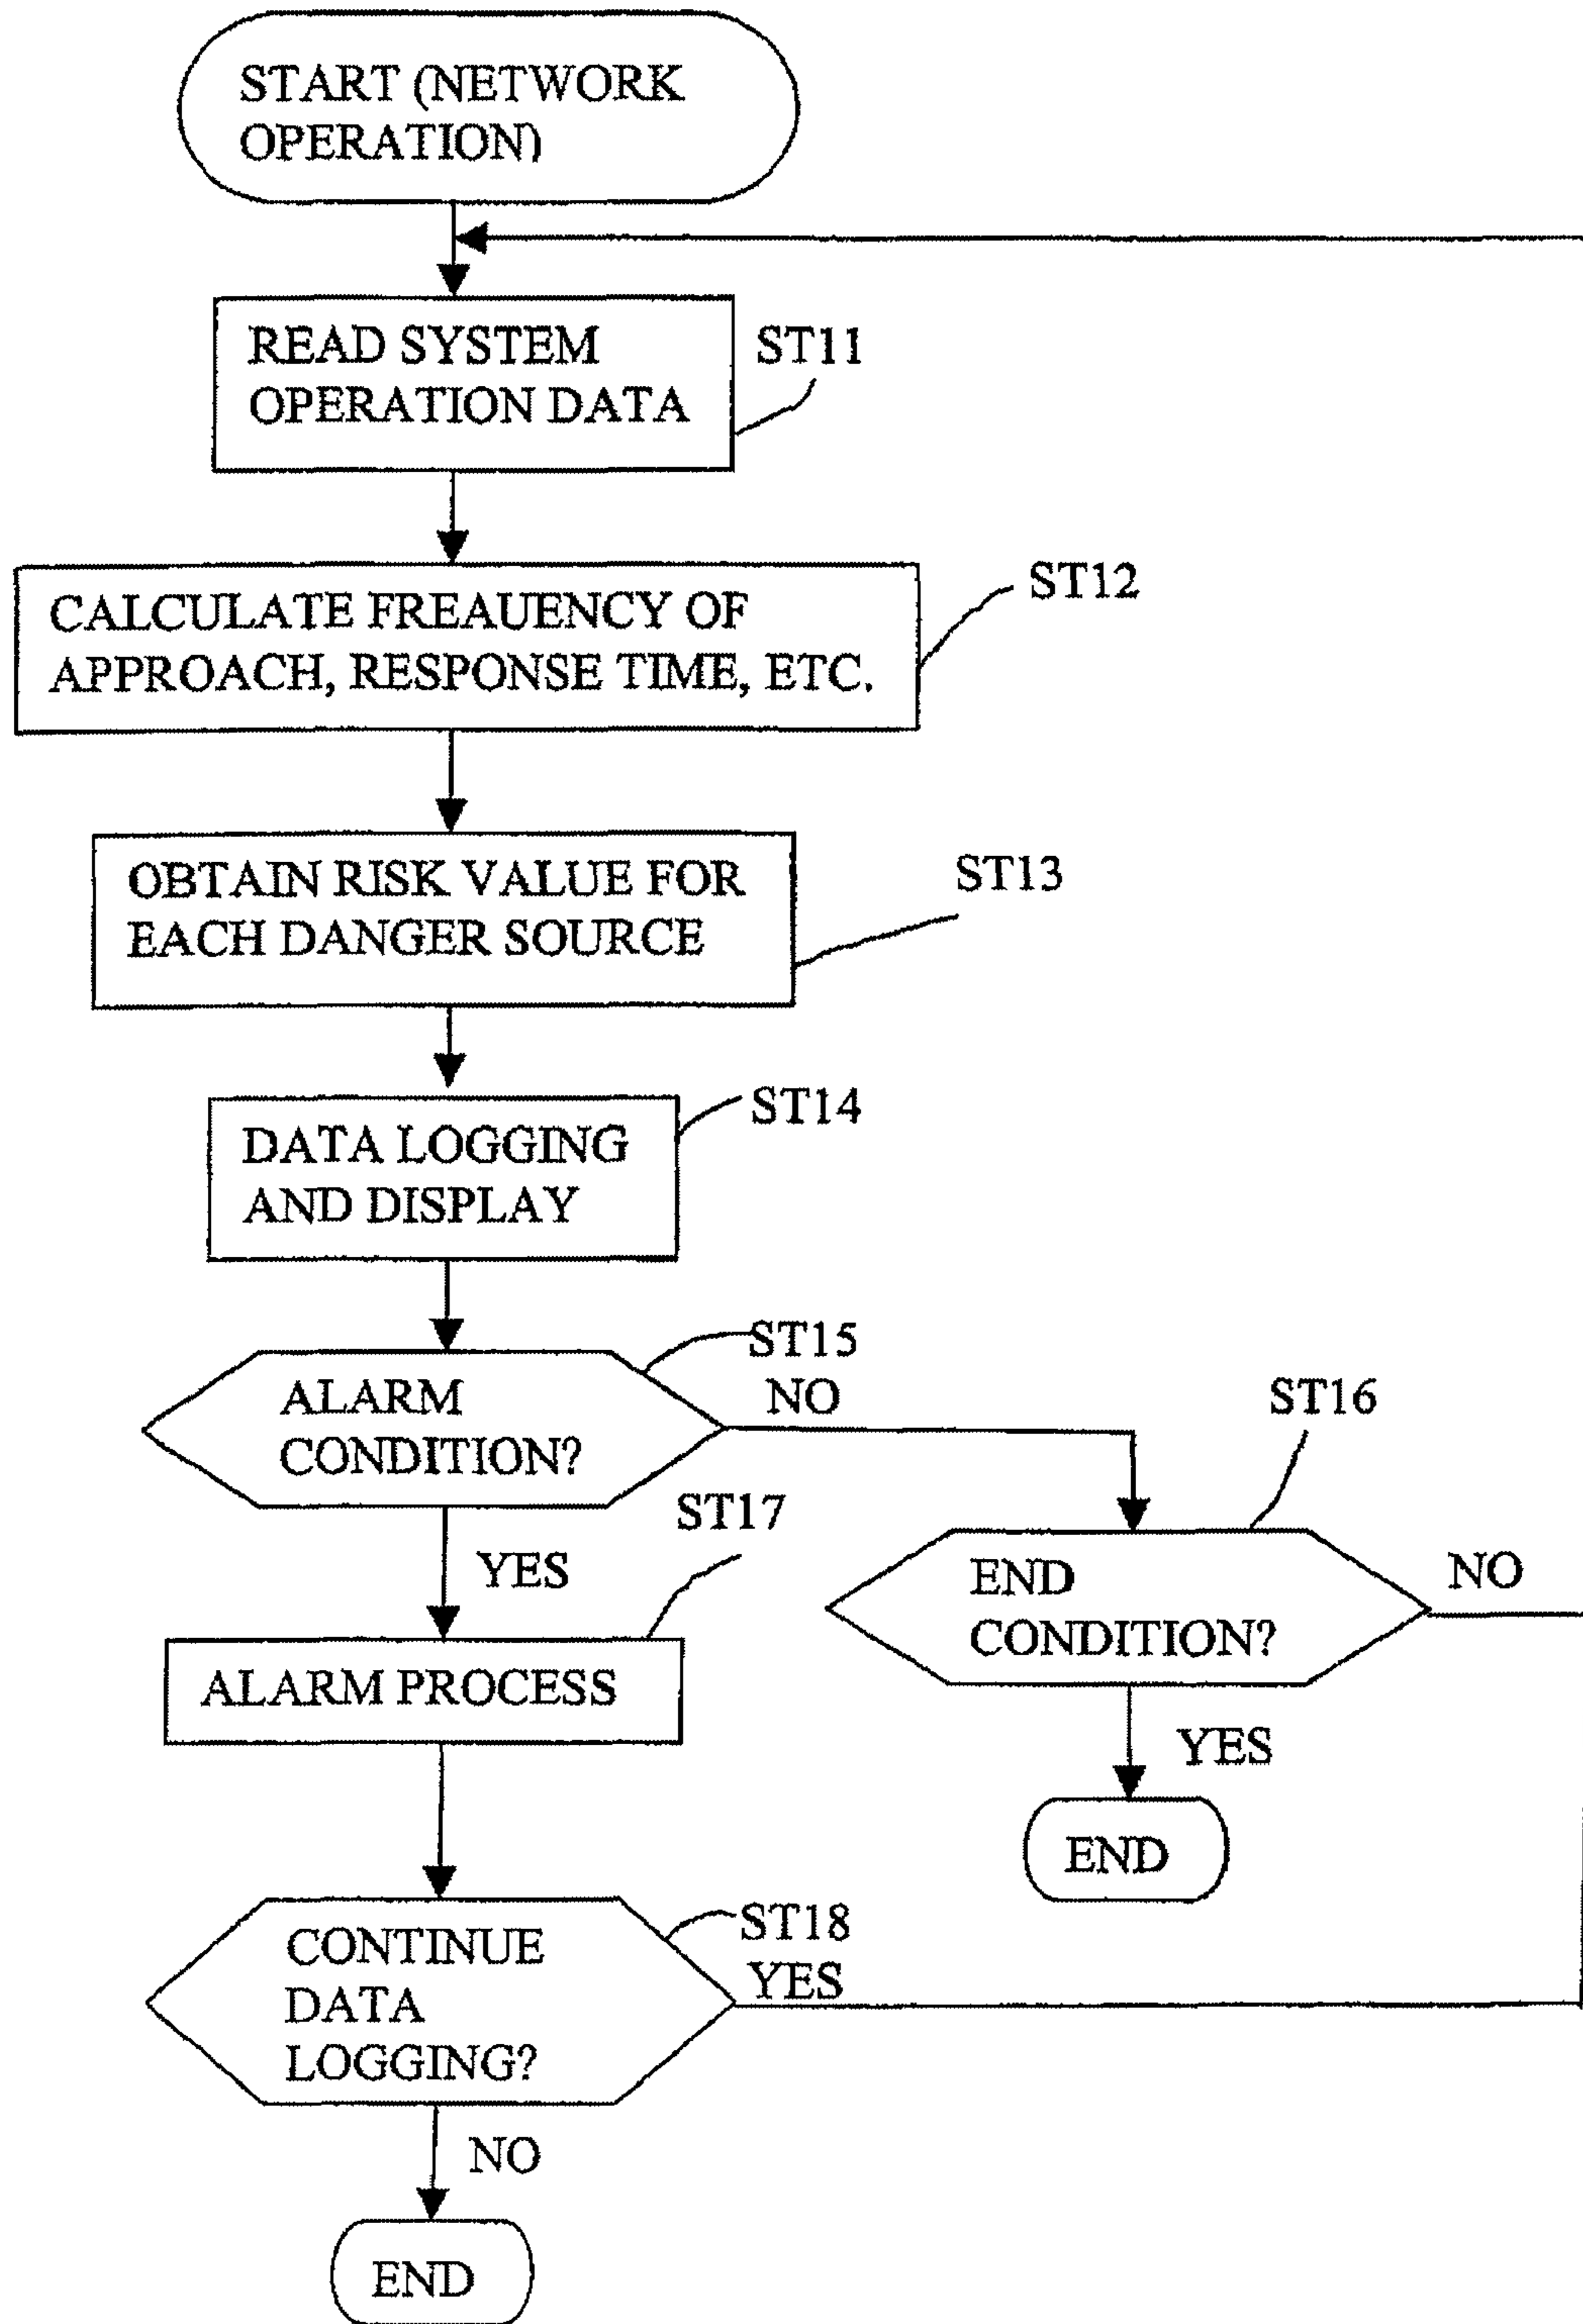 START (NETWORK
OPERATION)
READ SYSTEM
OPERATION DATA
ST11
CALCULATE FREAUENCY OF
APPROACH, RESPONSE TIME, ETC.
ST12
OBTAIN RISK VALUE FOR
EACH DANGER SOURCE
ST13
DATA LOGGING
AND DISPLAY
ST14
ALARM
CONDITION?
ST15
NO
YES
ST16
END
CONDITION?
NO
YES
END
ST17
ALARM PROCESS
CONTINUE
DATA
LOGGING?
ST18
YES
NO
END